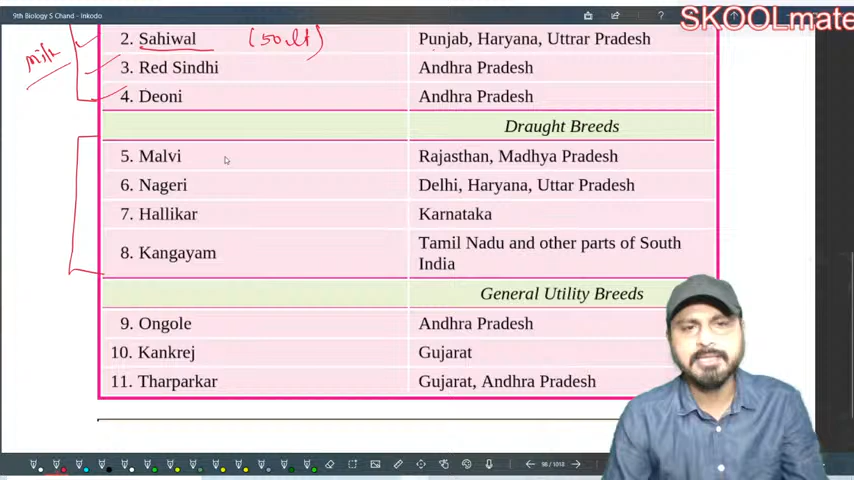 9th Biology S Chand - Inkodo
SKOOLmate
milk
2. Sahiwal (50 lt) Punjab, Haryana, Uttrar Pradesh
3. Red Sindhi Andhra Pradesh
4. Deoni Andhra Pradesh
Draught Breeds
5. Malvi Rajasthan, Madhya Pradesh
6. Nageri Delhi, Haryana, Uttar Pradesh
7. Hallikar Karnataka
8. Kangayam Tamil Nadu and other parts of South
India
General Utility Breeds
9. Ongole Andhra Pradesh
10. Kankrej Gujarat
11. Tharparkar Gujarat, Andhra Pradesh
98 / 1013